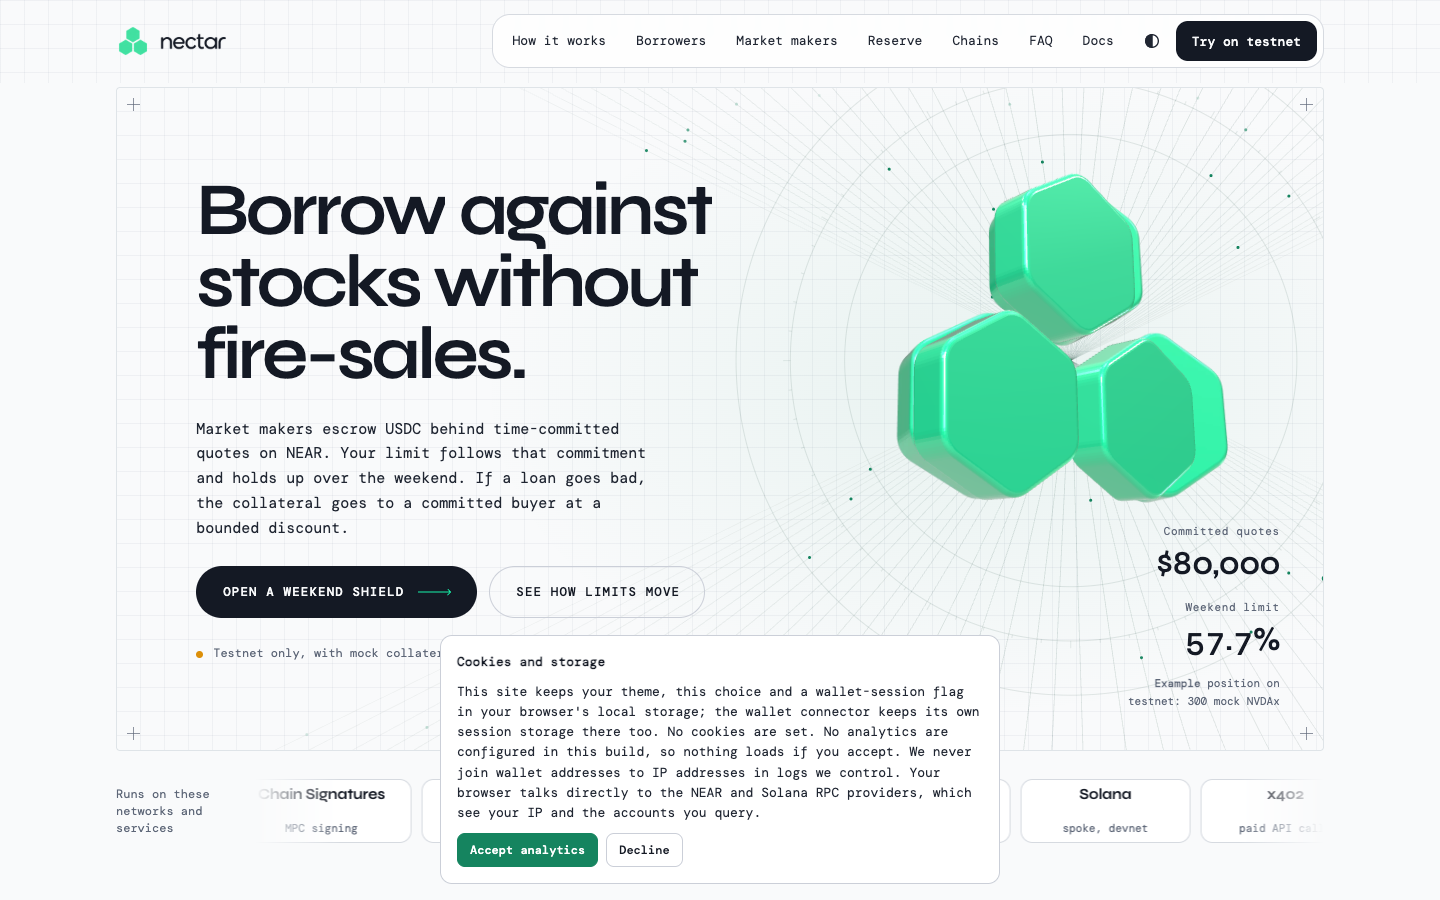 nectar
How it works Borrowers Market makers Reserve Chains FAQ Docs Try on testnet
Borrow against
stocks without
fire-sales.
Market makers escrow USDC behind time-committed
quotes on NEAR. Your limit follows that commitment
and holds up over the weekend. If a loan goes bad,
the collateral goes to a committed buyer at a
bounded discount.
OPEN A WEEKEND SHIELD
SEE HOW LIMITS MOVE
Testnet only, with mock
Committed quotes
$80,000
Weekend limit
57.7%
Example position on
testnet: 300 mock NVDAx
Cookies and storage
This site keeps your theme, this choice and a wallet-session flag
in your browser's local storage; the wallet connector keeps its own
session storage there too. No cookies are set. No analytics are
configured in this build, so nothing loads if you accept. We never
join wallet addresses to IP addresses in logs we control. Your
browser talks directly to the NEAR and Solana RPC providers, which
see your IP and the accounts you query.
Accept analytics
Decline
Runs on these
networks and
services
Chain Signatures
MPC signing
Solana
spoke, devnet
x402
paid API